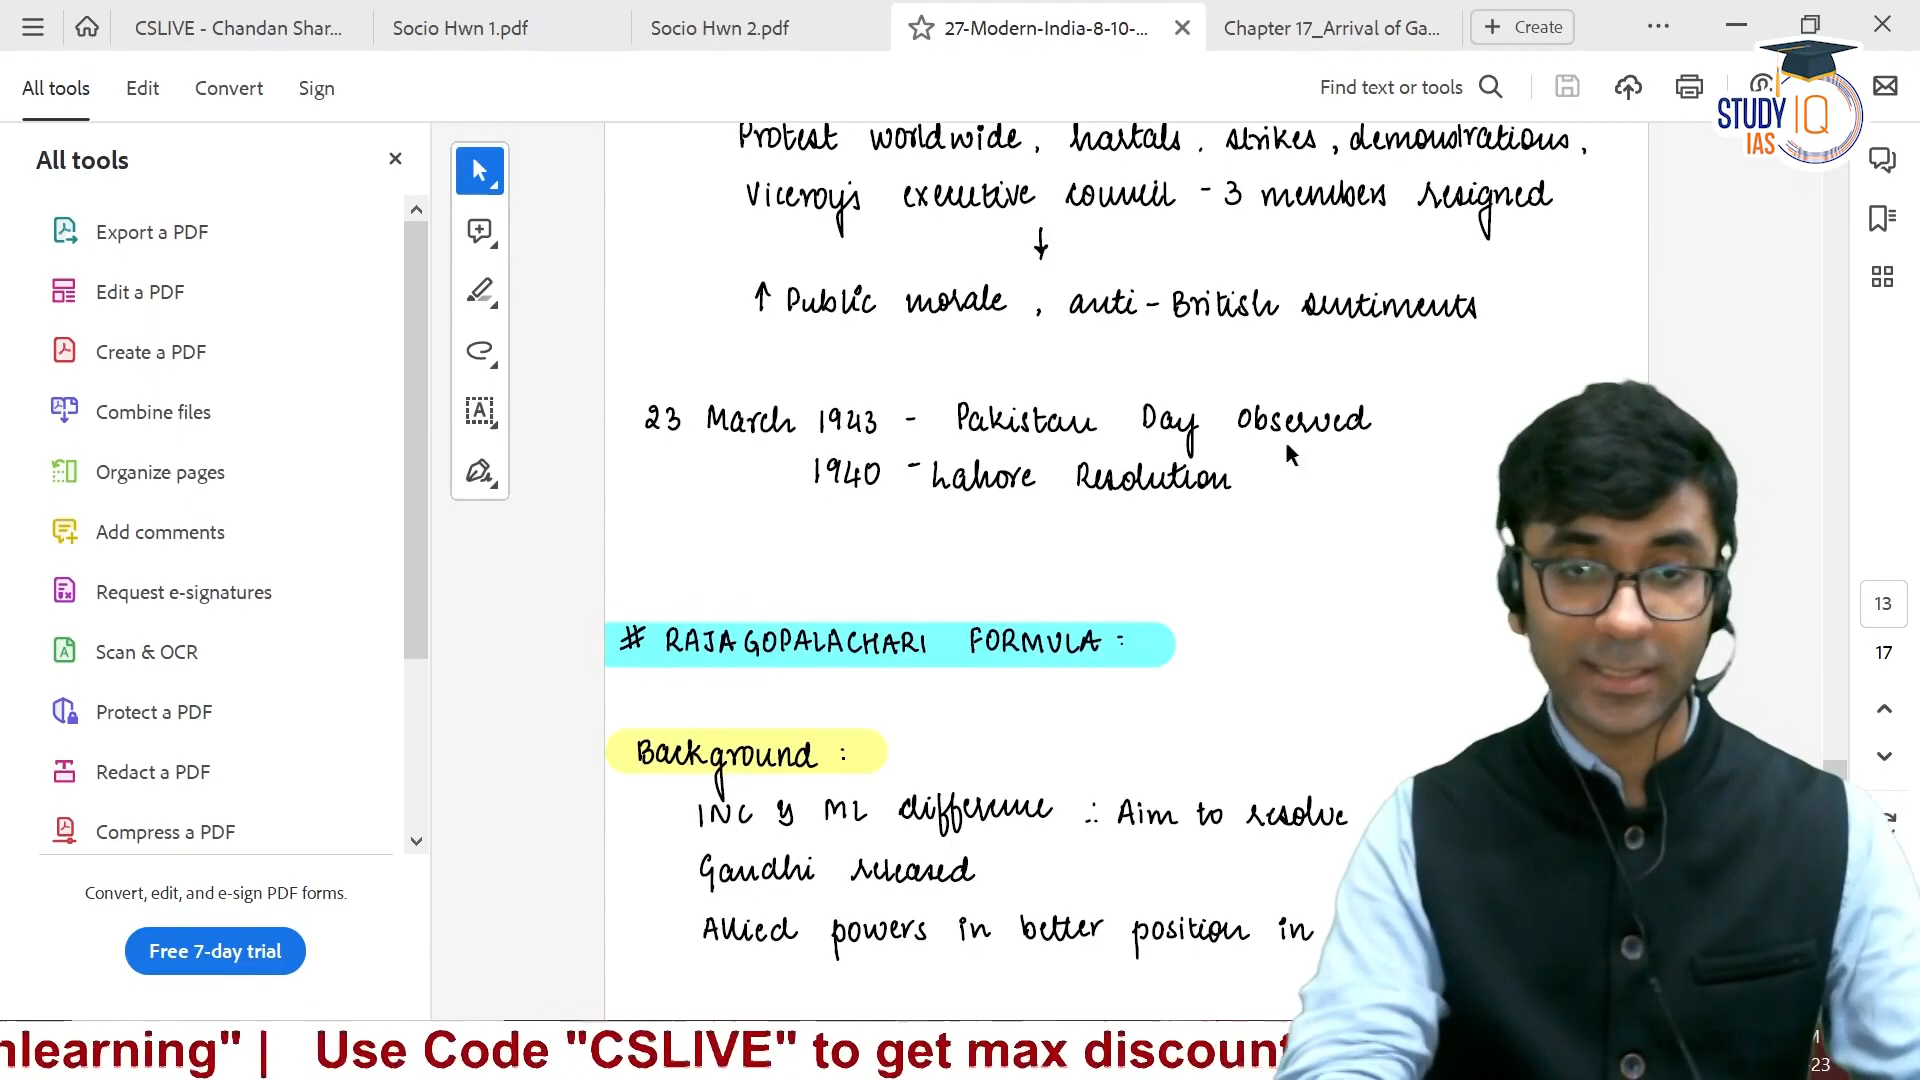 CSLIVE - Chandan Shar...
Socio Hwn 1.pdf
Socio Hwn 2.pdf
27-Modern-India-8-10-...
Chapter 17_Arrival of Ga...
Create
All tools
Edit
Convert
Sign
Find text or tools
STUDY IQ
IAS
All tools
Export a PDF
Edit a PDF
Create a PDF
Combine files
Organize pages
Add comments
Request e-signatures
Scan & OCR
Protect a PDF
Redact a PDF
Compress a PDF
Convert, edit, and e-sign PDF forms.
Free 7-day trial
Protest worldwide, hartals, strikes, demonstrations,
Viceroy's executive council - 3 members resigned
↓
↑ Public morale, anti-British sentiments
23 March 1943 - Pakistan Day Observed
1940 - Lahore Resolution
# RAJAGOPALACHARI FORMULA :
Background :
INC & ML difference ∴ Aim to resolve
Gandhi released
Allied powers in better position in
13
17
nlearning" | Use Code "CSLIVE" to get max discount
23